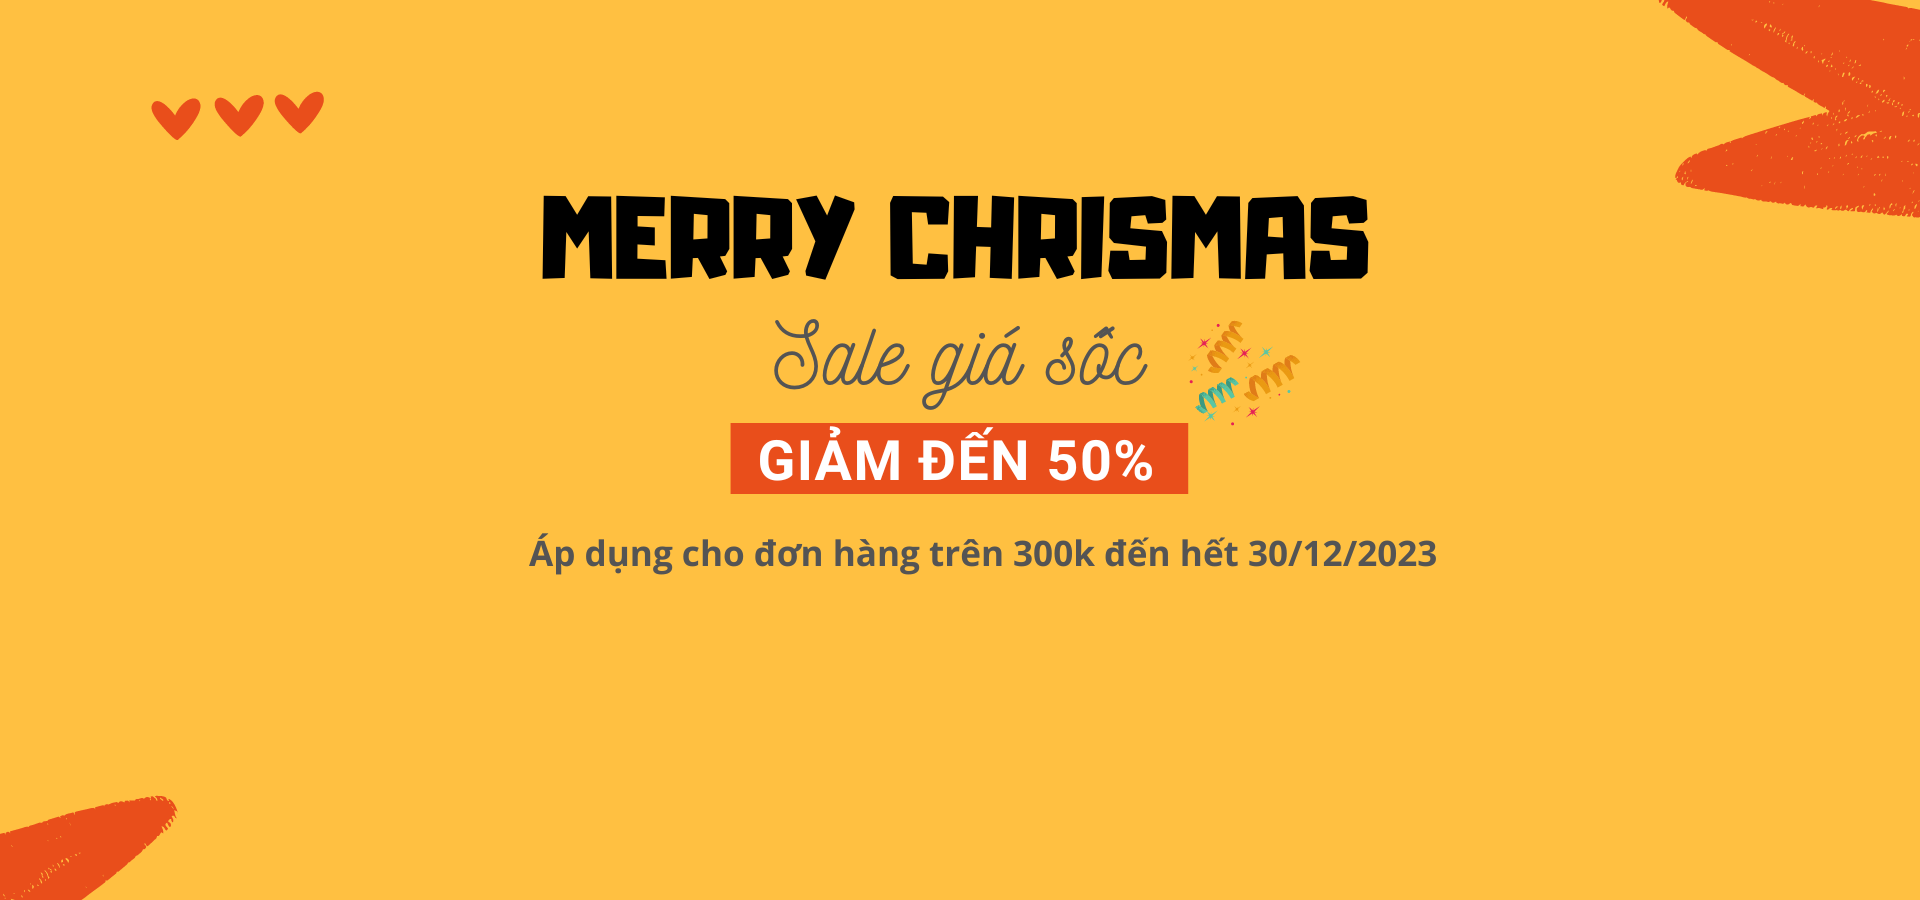 MERRY CHRISMAS
Sale giá sốc
GIẢM ĐẾN 50%
Áp dụng cho đơn hàng trên 300k đến hết 30/12/2023